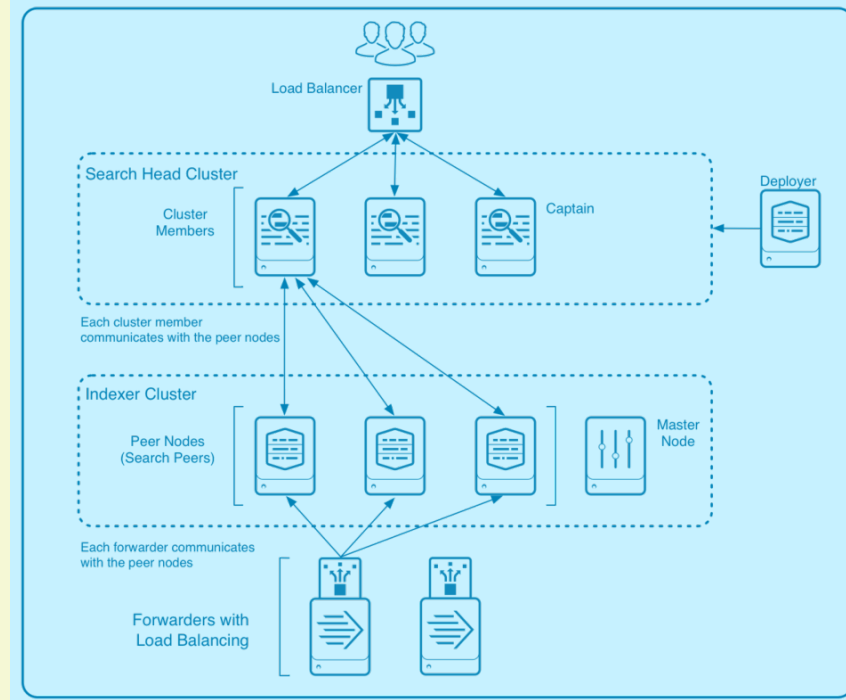 Load Balancer
Search Head Cluster
Deployer
Cluster
Members
Captain
Each cluster member
communicates with the peer nodes
Indexer Cluster
Peer Nodes
(Search Peers)
Master
Node
Each forwarder communicates
with the peer nodes
Forwarders with
Load Balancing